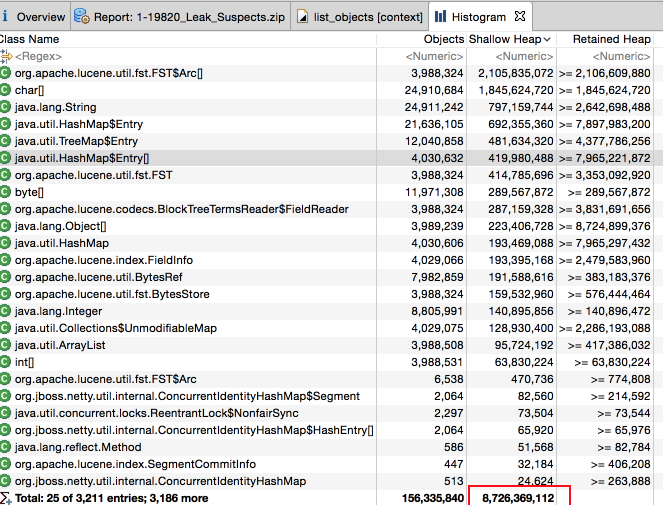 Overview Report: 1-19820_Leak_Suspects.zip list_objects [context] Histogram
Class Name Objects Shallow Heap Retained Heap
<Regex> <Numeric> <Numeric> <Numeric>
org.apache.lucene.util.fst.FST$Arc[] 3,988,324 2,105,835,072 >= 2,106,609,880
char[] 24,910,684 1,845,624,720 >= 1,845,624,720
java.lang.String 24,911,242 797,159,744 >= 2,642,698,488
java.util.HashMap$Entry 21,636,105 692,355,360 >= 7,897,983,200
java.util.TreeMap$Entry 12,040,858 481,634,320 >= 4,377,786,256
java.util.HashMap$Entry[] 4,030,632 419,980,488 >= 7,965,221,872
org.apache.lucene.util.fst.FST 3,988,324 414,785,696 >= 3,353,092,920
byte[] 11,971,308 289,567,872 >= 289,567,872
org.apache.lucene.codecs.BlockTreeTermsReader$FieldReader 3,988,324 287,159,328 >= 3,831,691,656
java.lang.Object[] 3,989,239 223,406,728 >= 8,724,899,376
java.util.HashMap 4,030,606 193,469,088 >= 7,965,297,432
org.apache.lucene.index.FieldInfo 4,029,066 193,395,168 >= 2,479,583,960
org.apache.lucene.util.BytesRef 7,982,859 191,588,616 >= 383,183,376
org.apache.lucene.util.fst.BytesStore 3,988,324 159,532,960 >= 576,444,464
java.lang.Integer 8,805,991 140,895,856 >= 140,896,472
java.util.Collections$UnmodifiableMap 4,029,075 128,930,400 >= 2,286,193,088
java.util.ArrayList 3,988,508 95,724,192 >= 417,386,032
int[] 3,988,531 63,830,224 >= 63,830,224
org.apache.lucene.util.fst.FST$Arc 6,538 470,736 >= 774,808
org.jboss.netty.util.internal.ConcurrentIdentityHashMap$Segment 2,064 82,560 >= 214,592
java.util.concurrent.locks.ReentrantLock$NonfairSync 2,297 73,504 >= 73,544
org.jboss.netty.util.internal.ConcurrentIdentityHashMap$HashEntry[] 2,064 65,920 >= 65,976
java.lang.reflect.Method 586 51,568 >= 82,784
org.apache.lucene.index.SegmentCommitInfo 447 32,184 >= 406,208
org.jboss.netty.util.internal.ConcurrentIdentityHashMap 513 24,624 >= 263,888
Total: 25 of 3,211 entries; 3,186 more 156,335,840 8,726,369,112